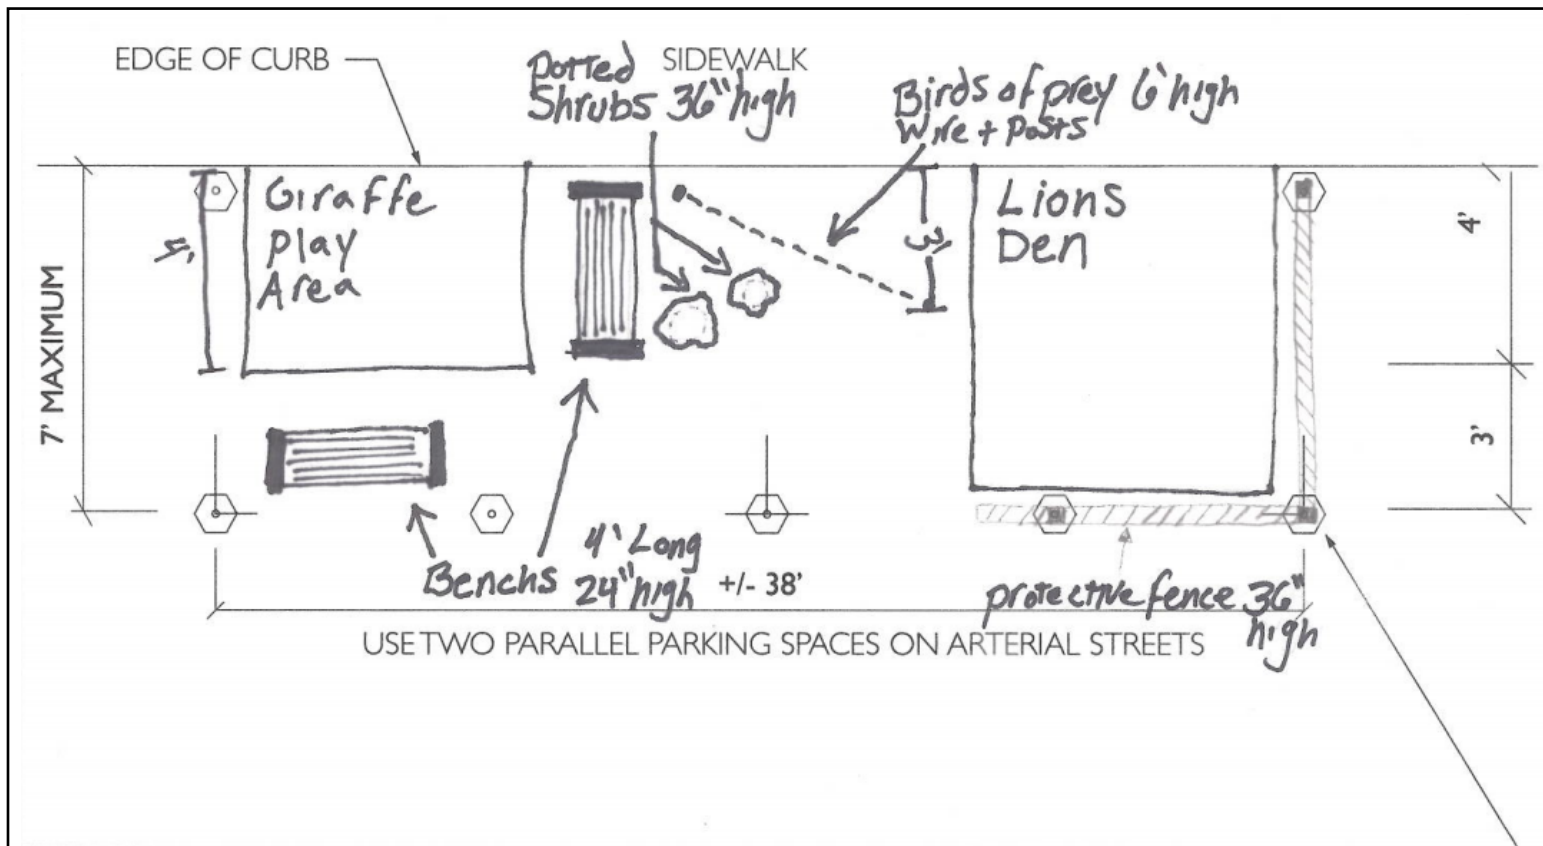 EDGE OF CURB
SIDEWALK
Potted
Shrubs 36" high
Birds of prey 6' high
Wire + Posts
Giraffe
Play
Area
4'
Lions
Den
3'
4'
3'
7' MAXIMUM
Benchs
4' Long
24" high
+/- 38'
protective fence 36"
high
USE TWO PARALLEL PARKING SPACES ON ARTERIAL STREETS